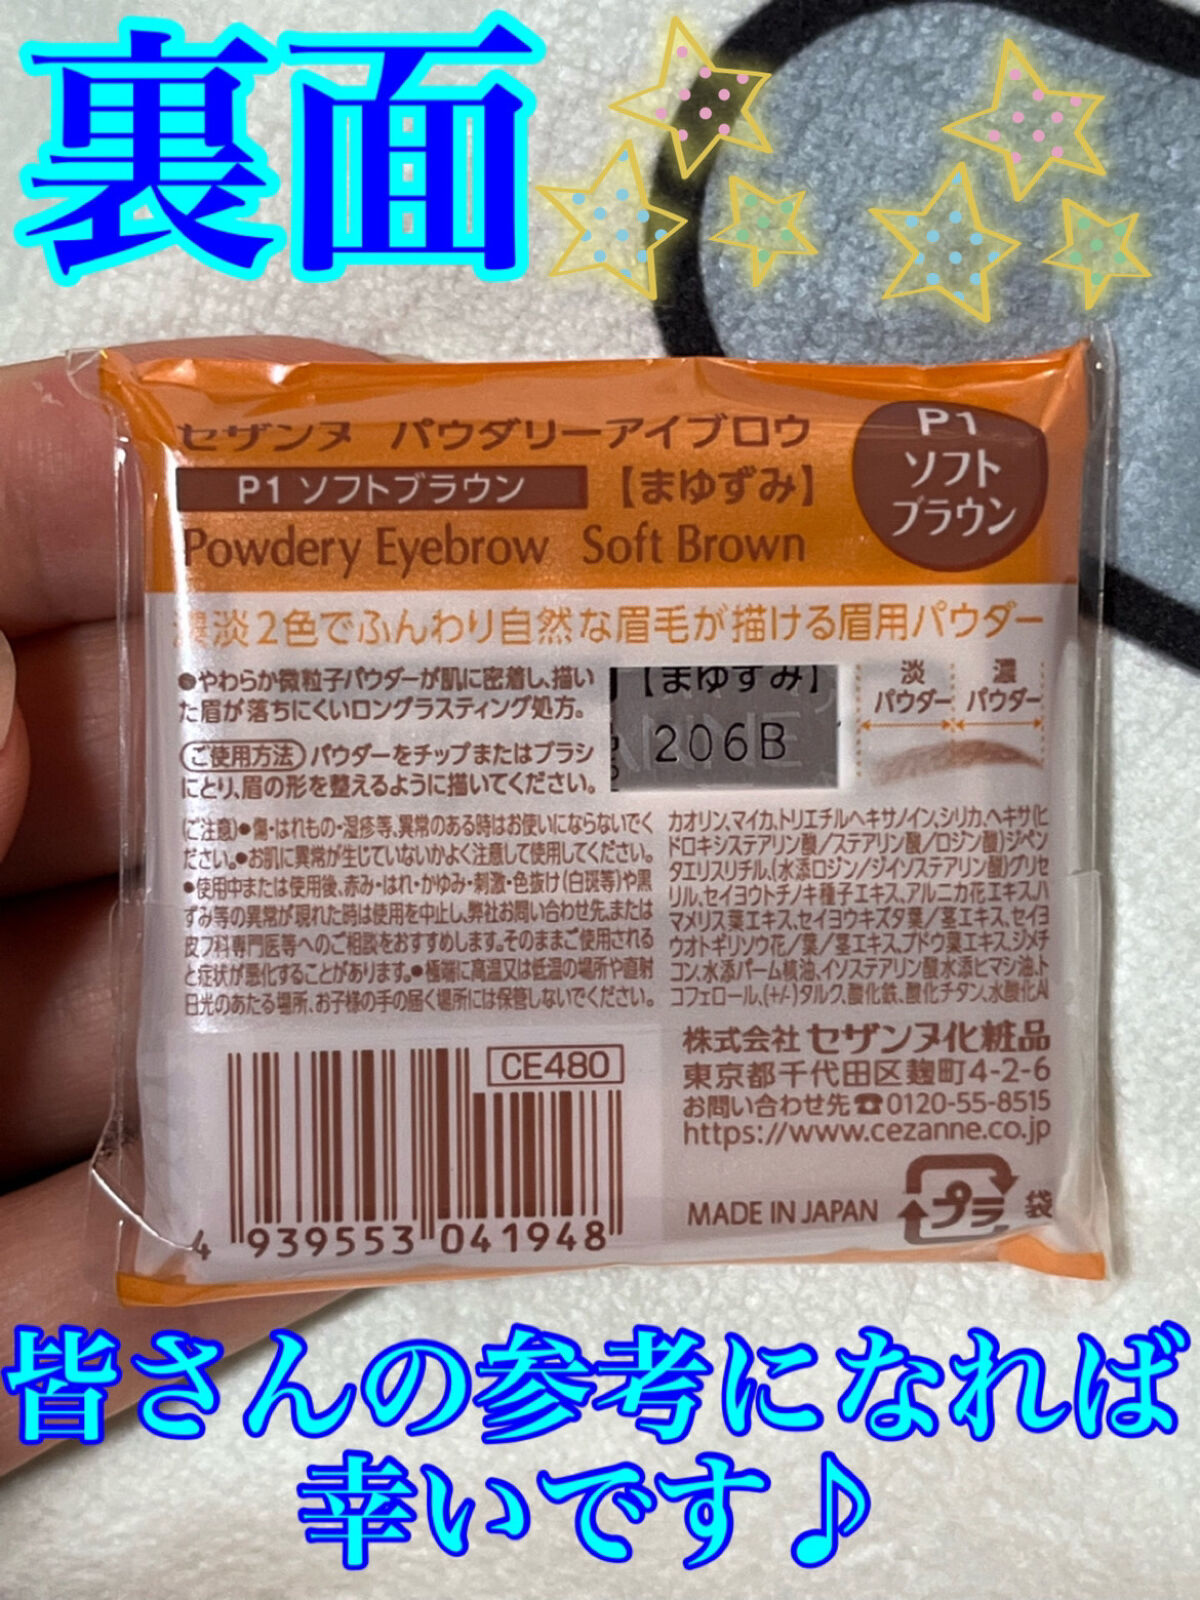 裏面
セザンヌ パウダリーアイブロウ
P1 ソフトブラウン 【まゆずみ】
Powdery Eyebrow Soft Brown
P1
ソフト
ブラウン
濃淡2色でふんわり自然な眉毛が描ける眉用パウダー
●やわらか微粒子パウダーが肌に密着し、描い
た眉が落ちにくいロングラスティング処方。
ご使用方法 パウダーをチップまたはブラシ
にとり、眉の形を整えるように描いてください。
【まゆずみ】
206B
淡 濃
パウダー パウダー
(ご注意)●傷・はれもの・湿疹等、異常のある時はお使いにならないでく
ださい。●お肌に異常が生じていないかよく注意して使用してください。
●使用中または使用後、赤み・はれ・かゆみ・刺激・色抜け(白斑等)や黒
ずみ等の異常が現れた時は使用を中止し、弊社お問い合わせ先、または
皮フ科専門医等へのご相談をおすすめします。そのままご使用される
と症状が悪化することがあります。●極端に高温又は低温の場所や直射
日光のあたる場所、お子様の手の届く場所には保管しないでください。
カオリン、マイカ、トリエチルヘキサノイン、シリカ、ヘキサ(ヒ
ドロキシステアリン酸/ステアリン酸/ロジン酸)ジペン
タエリスリチル、(水添ロジン/ジイソステアリン酸)グリセ
リル、セイヨウトチノキ種子エキス、アルニカ花エキス、ハ
マメリス葉エキス、セイヨウキズタ葉/茎エキス、セイヨ
ウオトギリソウ花/葉/茎エキス、ブドウ葉エキス、ジメチ
コン、水添パーム核油、イソステアリン酸水添ヒマシ油、ト
コフェロール、(+/-)タルク、酸化鉄、酸化チタン、水酸化Al
CE480
4 939553 041948
株式会社 セザンヌ化粧品
東京都千代田区麹町4-2-6
お問い合わせ先☎0120-55-8515
https://www.cezanne.co.jp
MADE IN JAPAN
プラ 袋
皆さんの参考になれば
幸いです♪